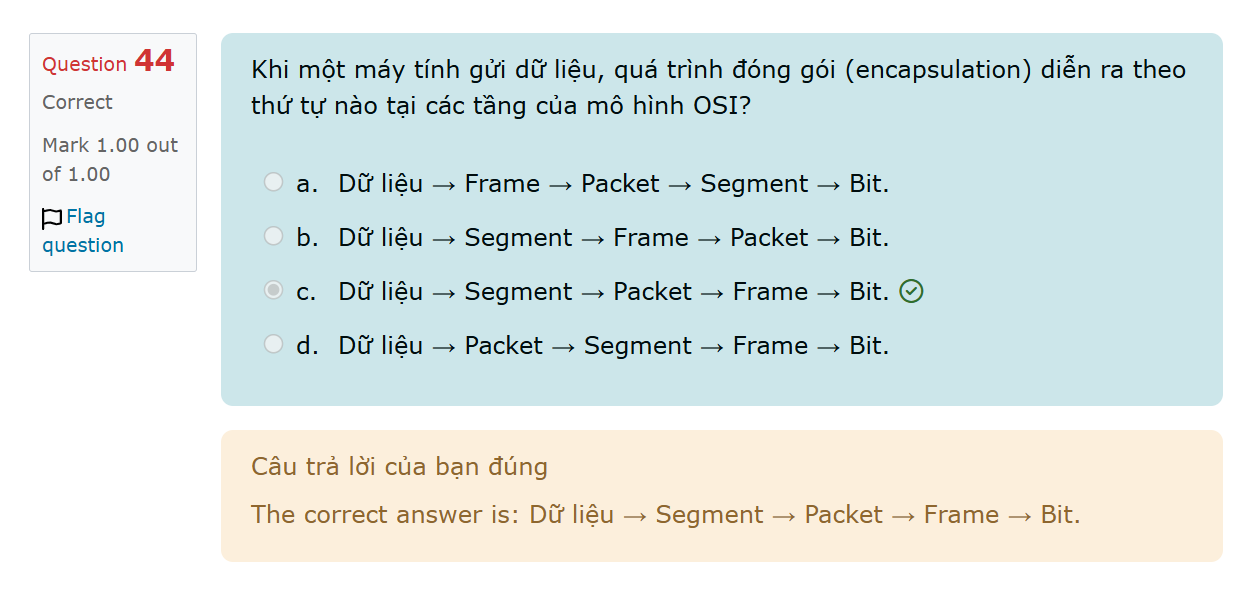 Question 44
Correct
Mark 1.00 out
of 1.00
Flag
question
Khi một máy tính gửi dữ liệu, quá trình đóng gói (encapsulation) diễn ra theo
thứ tự nào tại các tầng của mô hình OSI?
a. Dữ liệu → Frame → Packet → Segment → Bit.
b. Dữ liệu → Segment → Frame → Packet → Bit.
c. Dữ liệu → Segment → Packet → Frame → Bit.
d. Dữ liệu → Packet → Segment → Frame → Bit.
Câu trả lời của bạn đúng
The correct answer is: Dữ liệu → Segment → Packet → Frame → Bit.